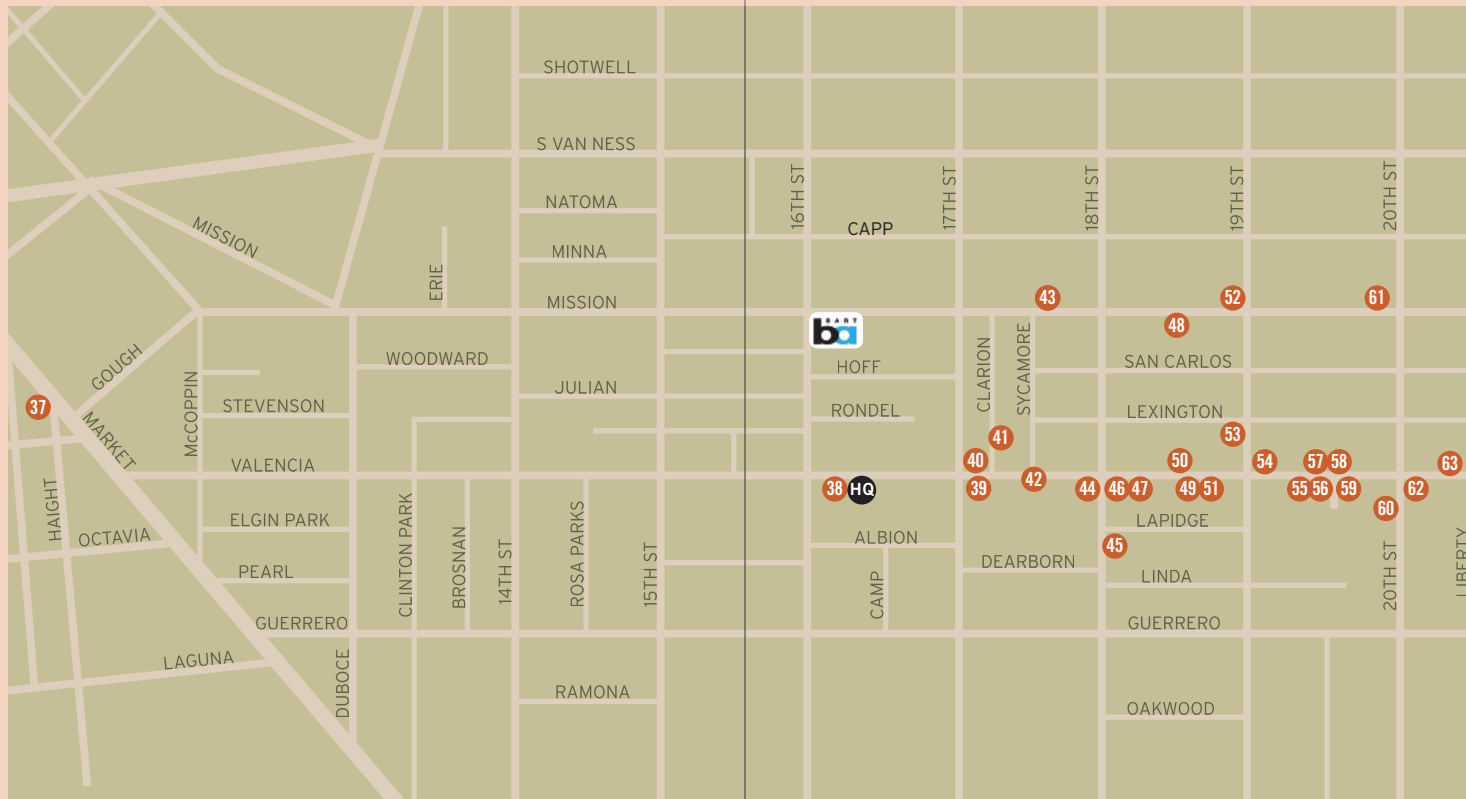 SHOTWELL
S VAN NESS
16TH ST
17TH ST
18TH ST
19TH ST
20TH ST
NATOMA
CAPP
MISSION
MINNA
ERIE
MISSION
43
52
61
BART
ba
48
GOUGH
WOODWARD
HOFF
CLARION
SYCAMORE
SAN CARLOS
JULIAN
37
McCOPPIN
STEVENSON
RONDEL
LEXINGTON
MARKET
41
53
VALENCIA
40
50
54
57
58
63
38
HQ
39
42
44
46
47
49
51
55
56
59
62
60
HAIGHT
ELGIN PARK
LAPIDGE
OCTAVIA
CLINTON PARK
BROSNAN
14TH ST
ROSA PARKS
15TH ST
ALBION
45
DEARBORN
PEARL
CAMP
LINDA
20TH ST
LIBERTY
GUERRERO
GUERRERO
LAGUNA
DUBOCE
RAMONA
OAKWOOD